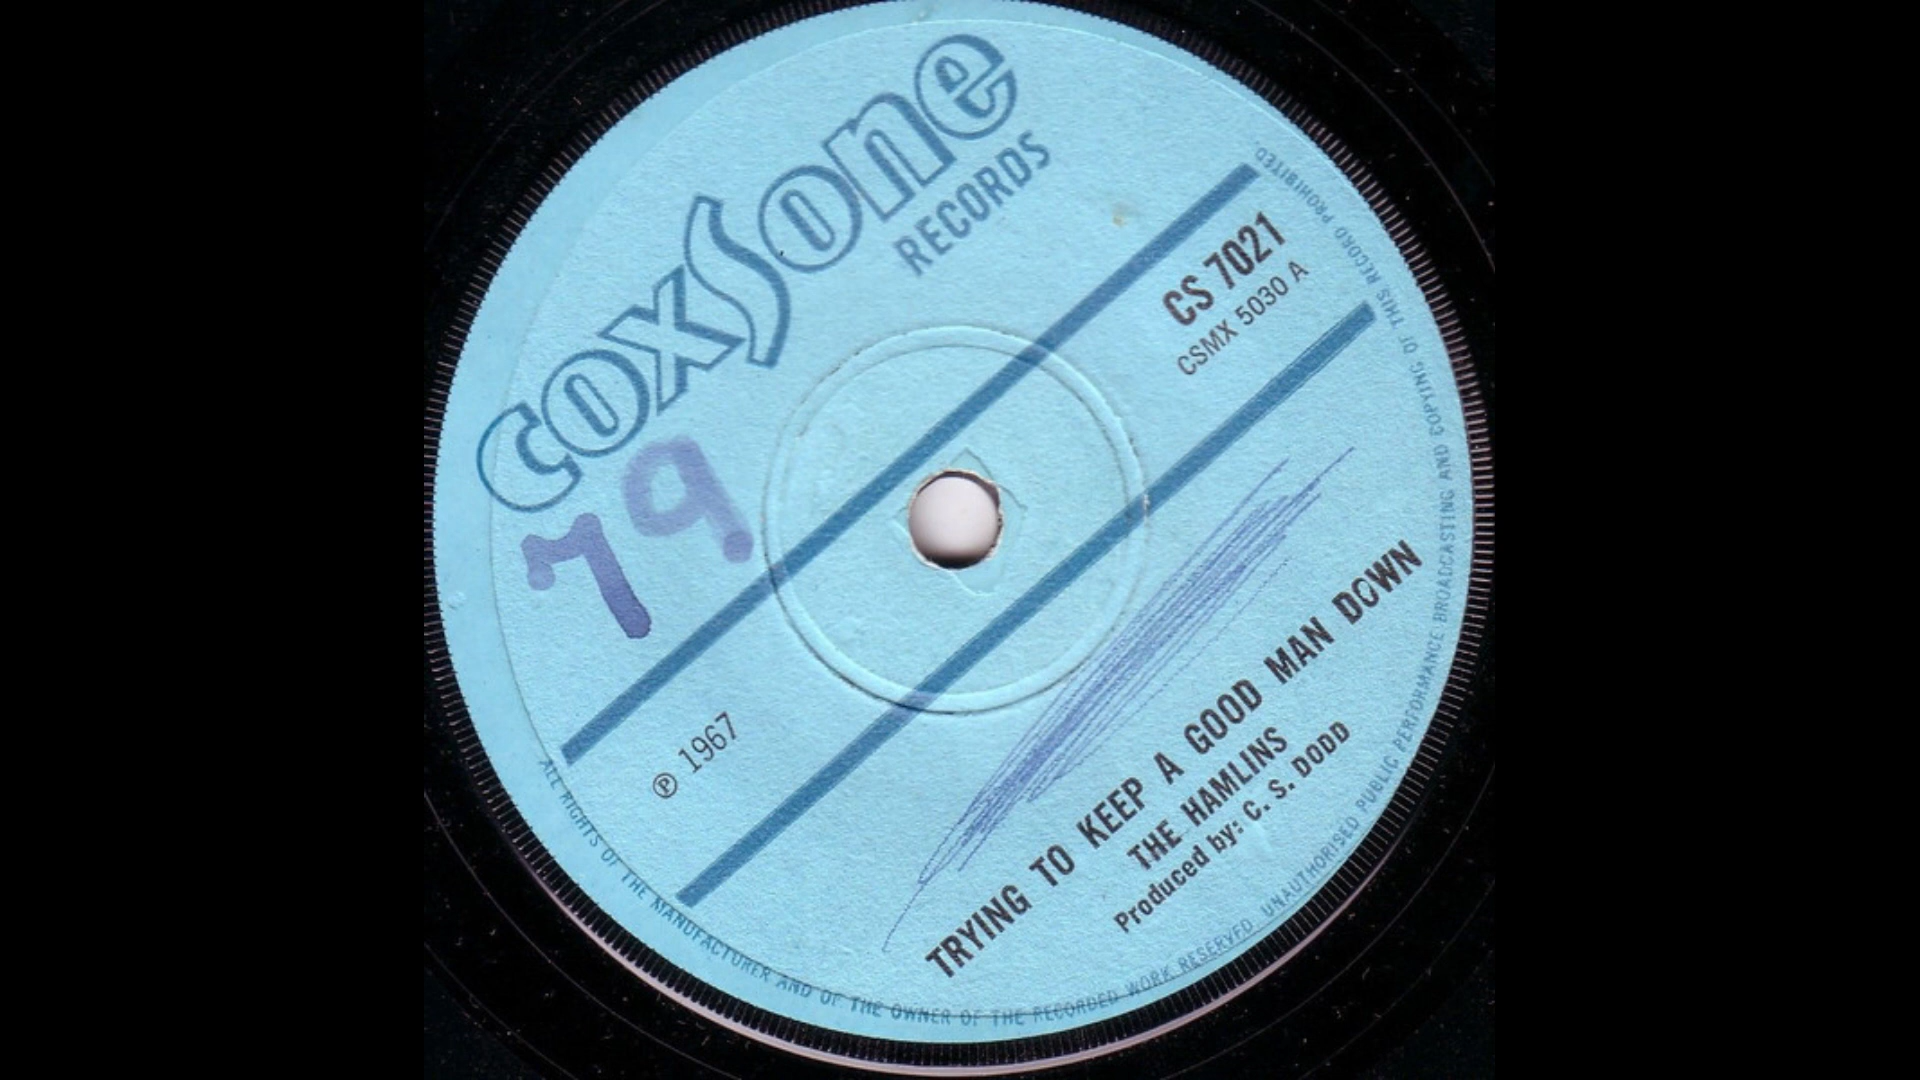 coxsone
RECORDS
79
CS 7021
CSMX 5030 A
℗ 1967
TRYING TO KEEP A GOOD MAN DOWN
THE HAMLINS
Produced by: C. S. DODD
ALL RIGHTS OF THE MANUFACTURER AND OF THE OWNER OF THE RECORDED WORK RESERVED UNAUTHORISED PUBLIC PERFORMANCE BROADCASTING AND COPYING OF THIS RECORD PROHIBITED.